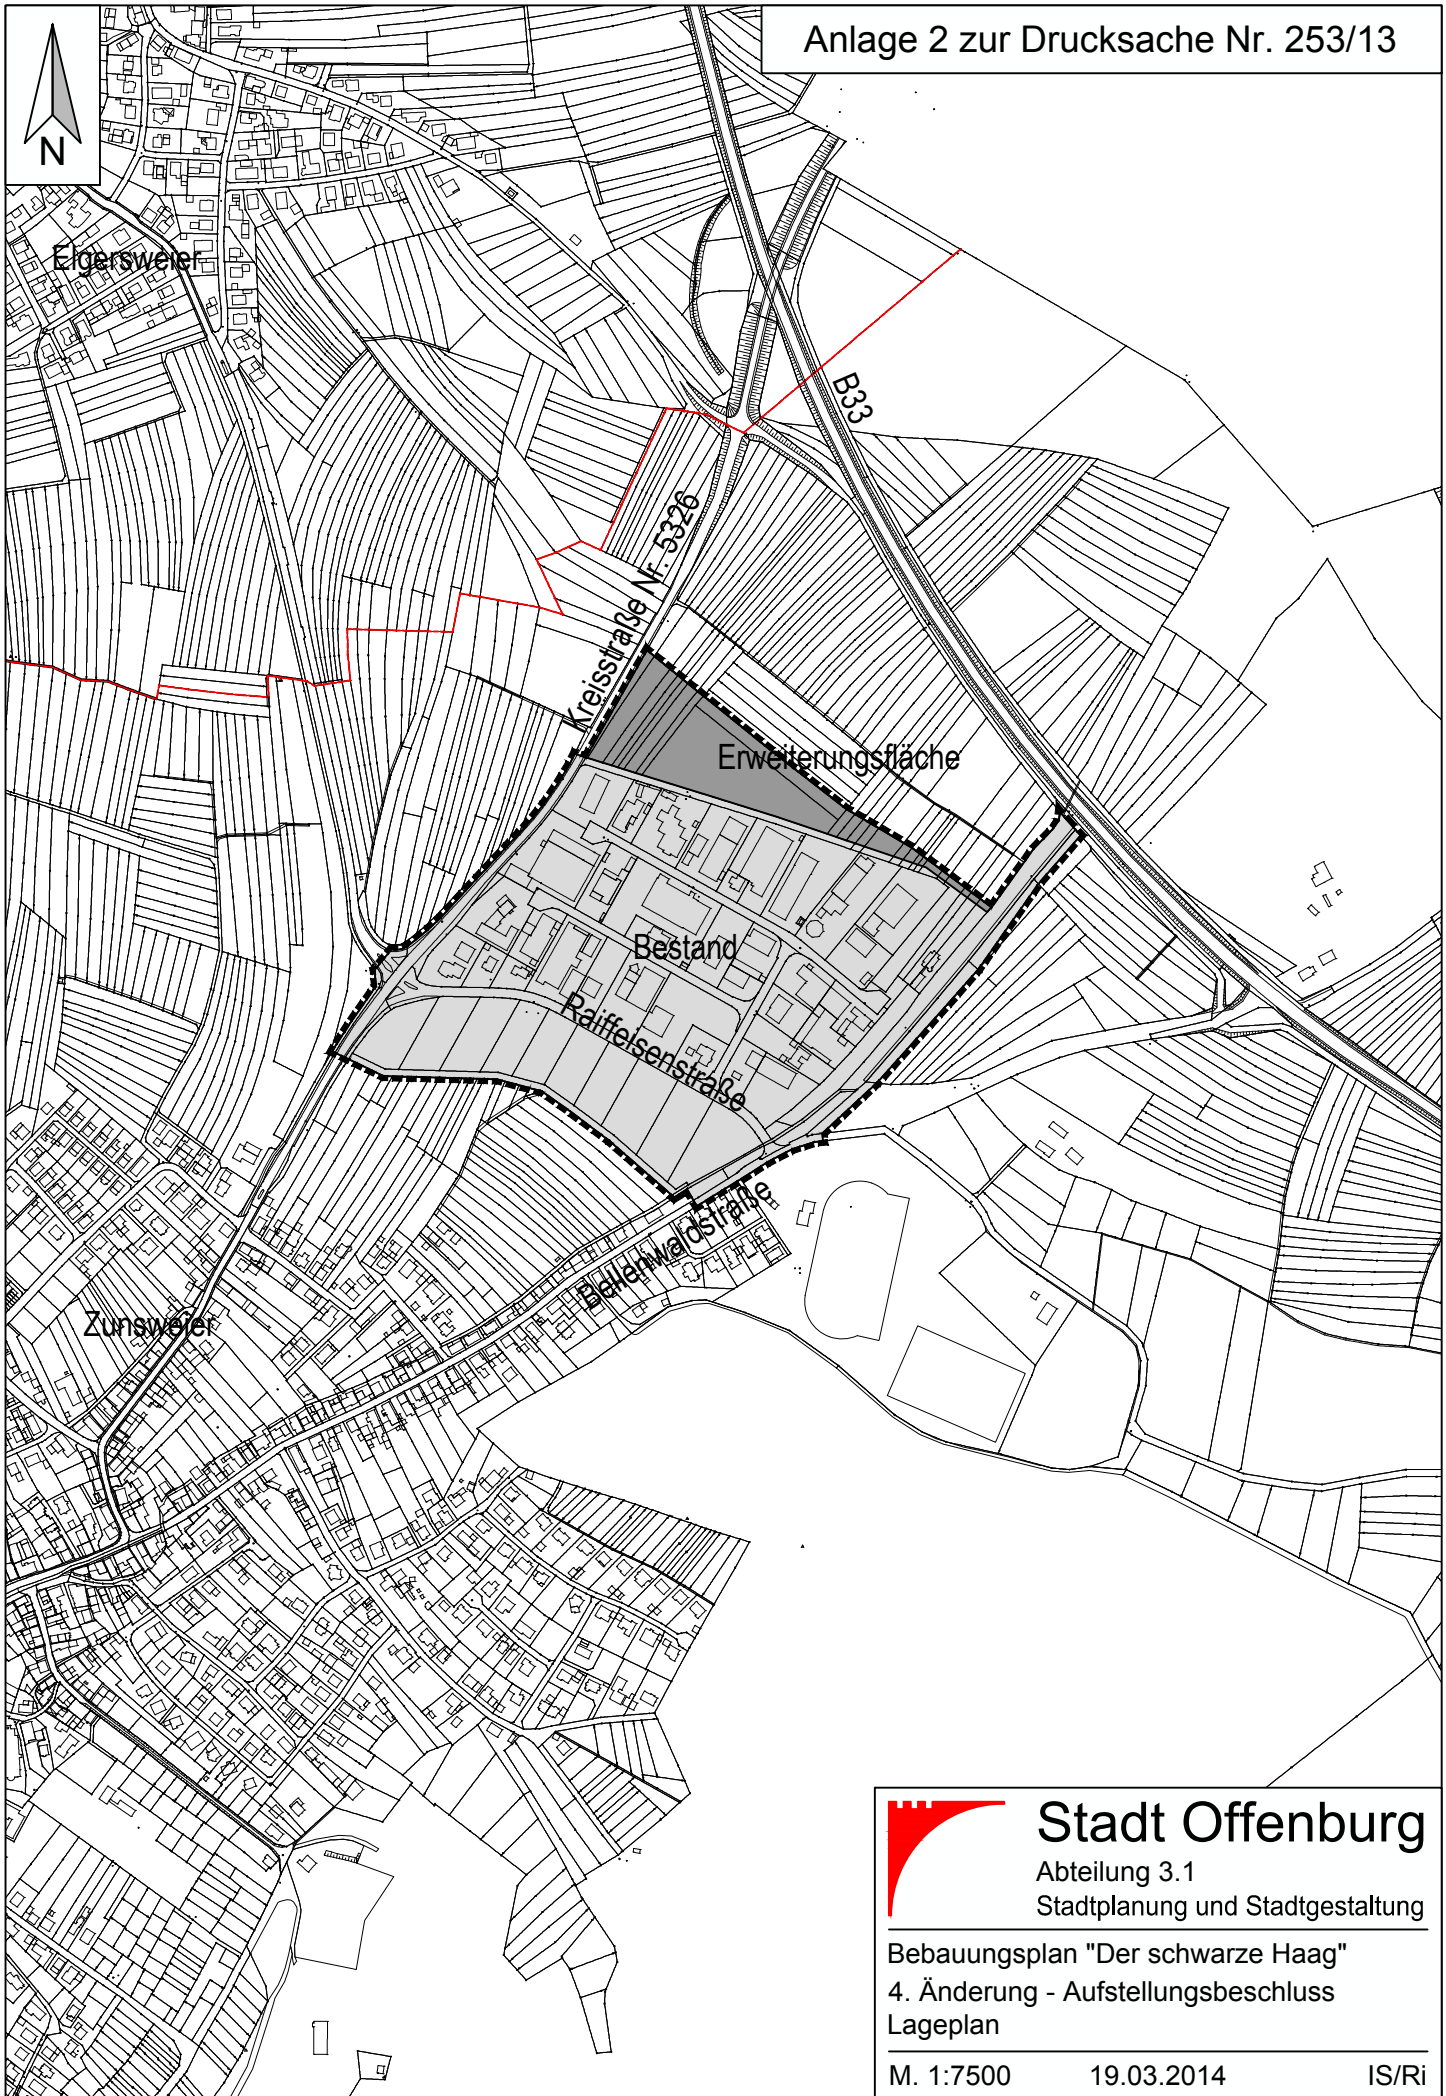 Anlage 2 zur Drucksache Nr. 253/13
N
Elgersweier
B33
Kreisstraße Nr. 5326
Erweiterungsfläche
Bestand
Raiffeisenstraße
Bellenwaldstraße
Zunsweier
Stadt Offenburg
Abteilung 3.1
Stadtplanung und Stadtgestaltung
Bebauungsplan "Der schwarze Haag"
4. Änderung - Aufstellungsbeschluss
Lageplan
M. 1:7500 19.03.2014 IS/Ri